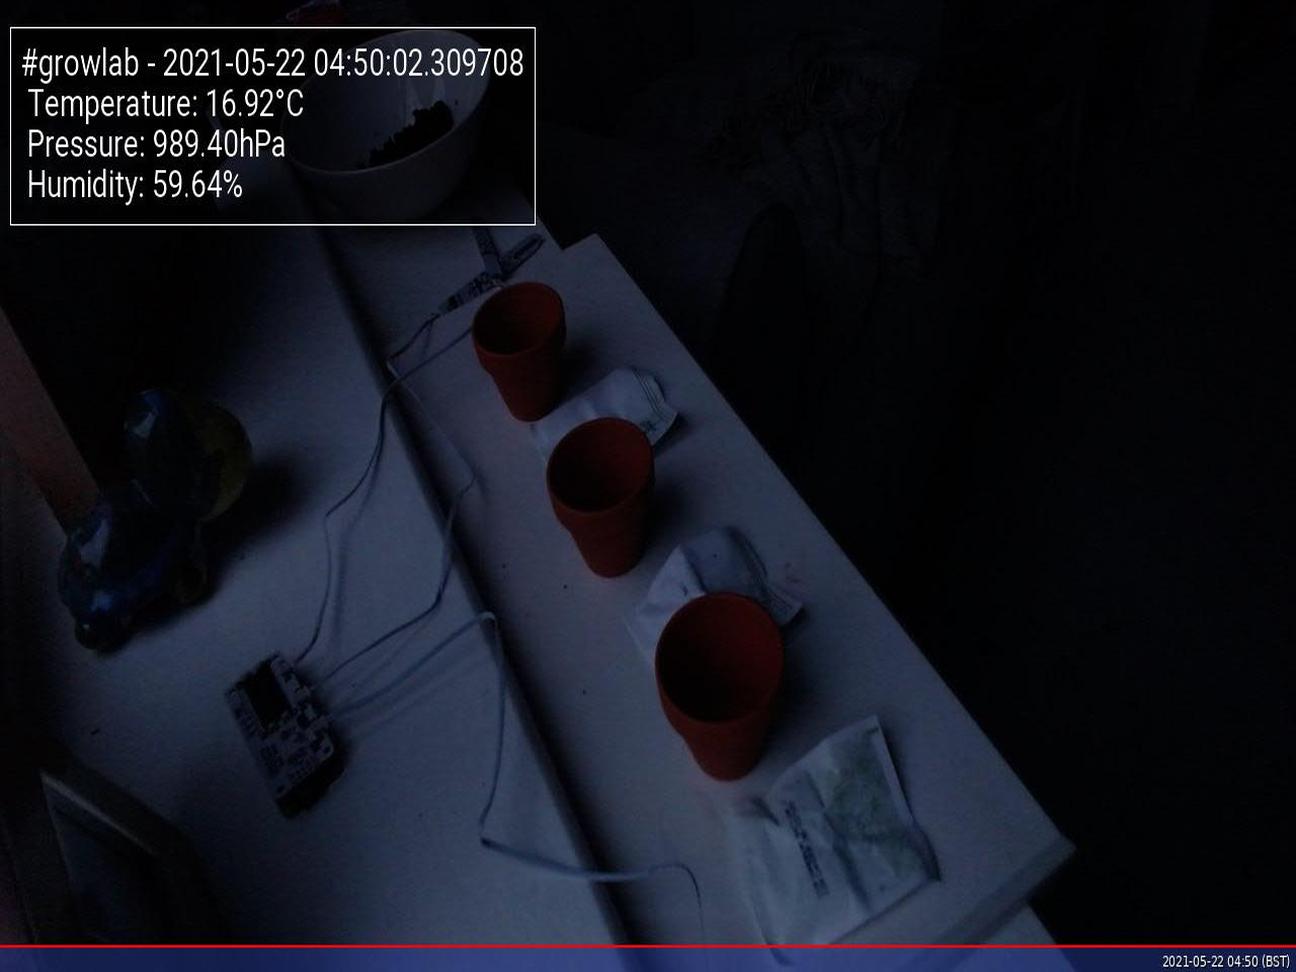 #growlab - 2021-05-22 04:50:02.309708
Temperature: 16.92°C
Pressure: 989.40hPa
Humidity: 59.64%
2021-05-22 04:50 (BST)